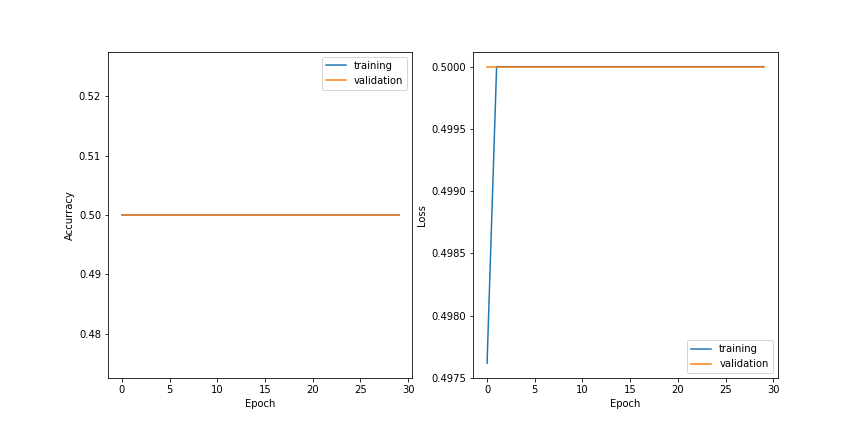 training
validation
0.52
0.51
0.50
0.49
0.48
Accurracy
0 5 10 15 20 25 30
Epoch
0.5000
0.4995
0.4990
0.4985
0.4980
0.4975
Loss
training
validation
0 5 10 15 20 25 30
Epoch